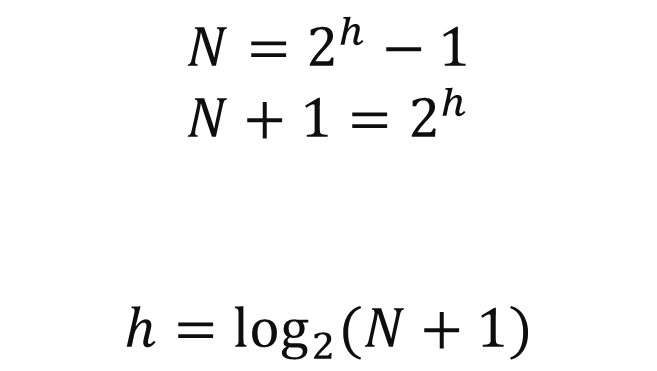 N = 2^h − 1
N + 1 = 2^h
h = log₂(N + 1)